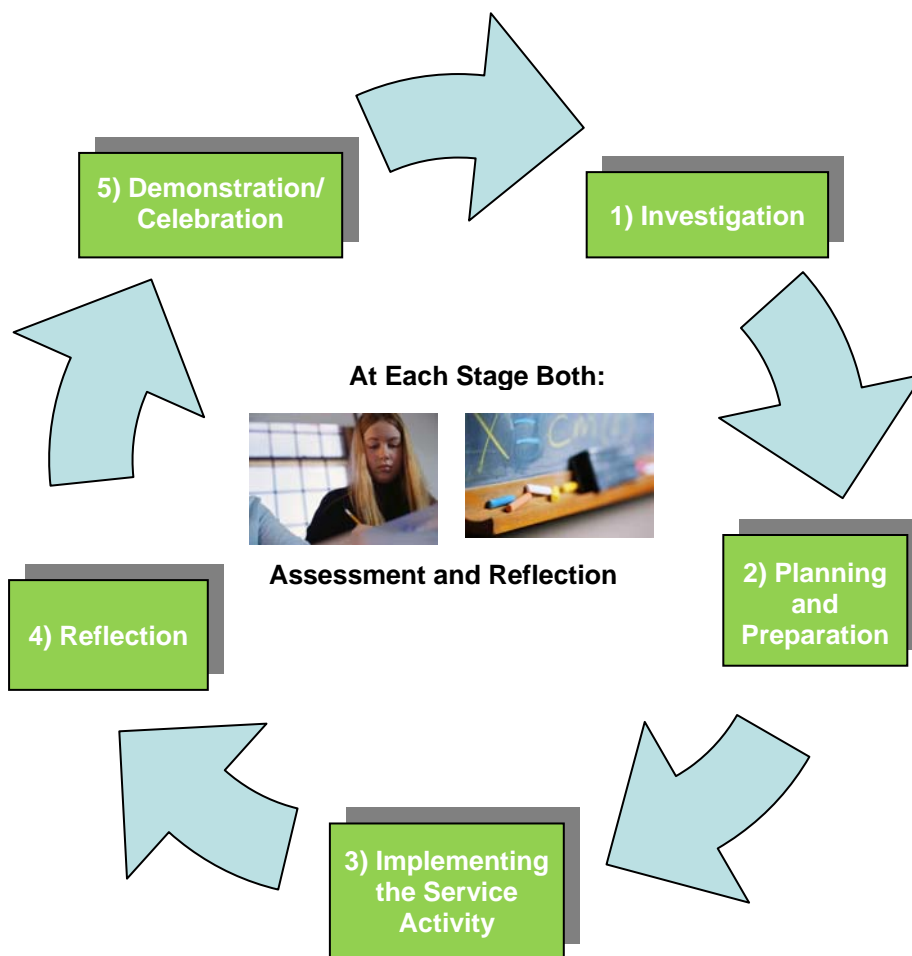 5) Demonstration/
Celebration
1) Investigation
At Each Stage Both:
Assessment and Reflection
2) Planning
and
Preparation
4) Reflection
3) Implementing
the Service
Activity